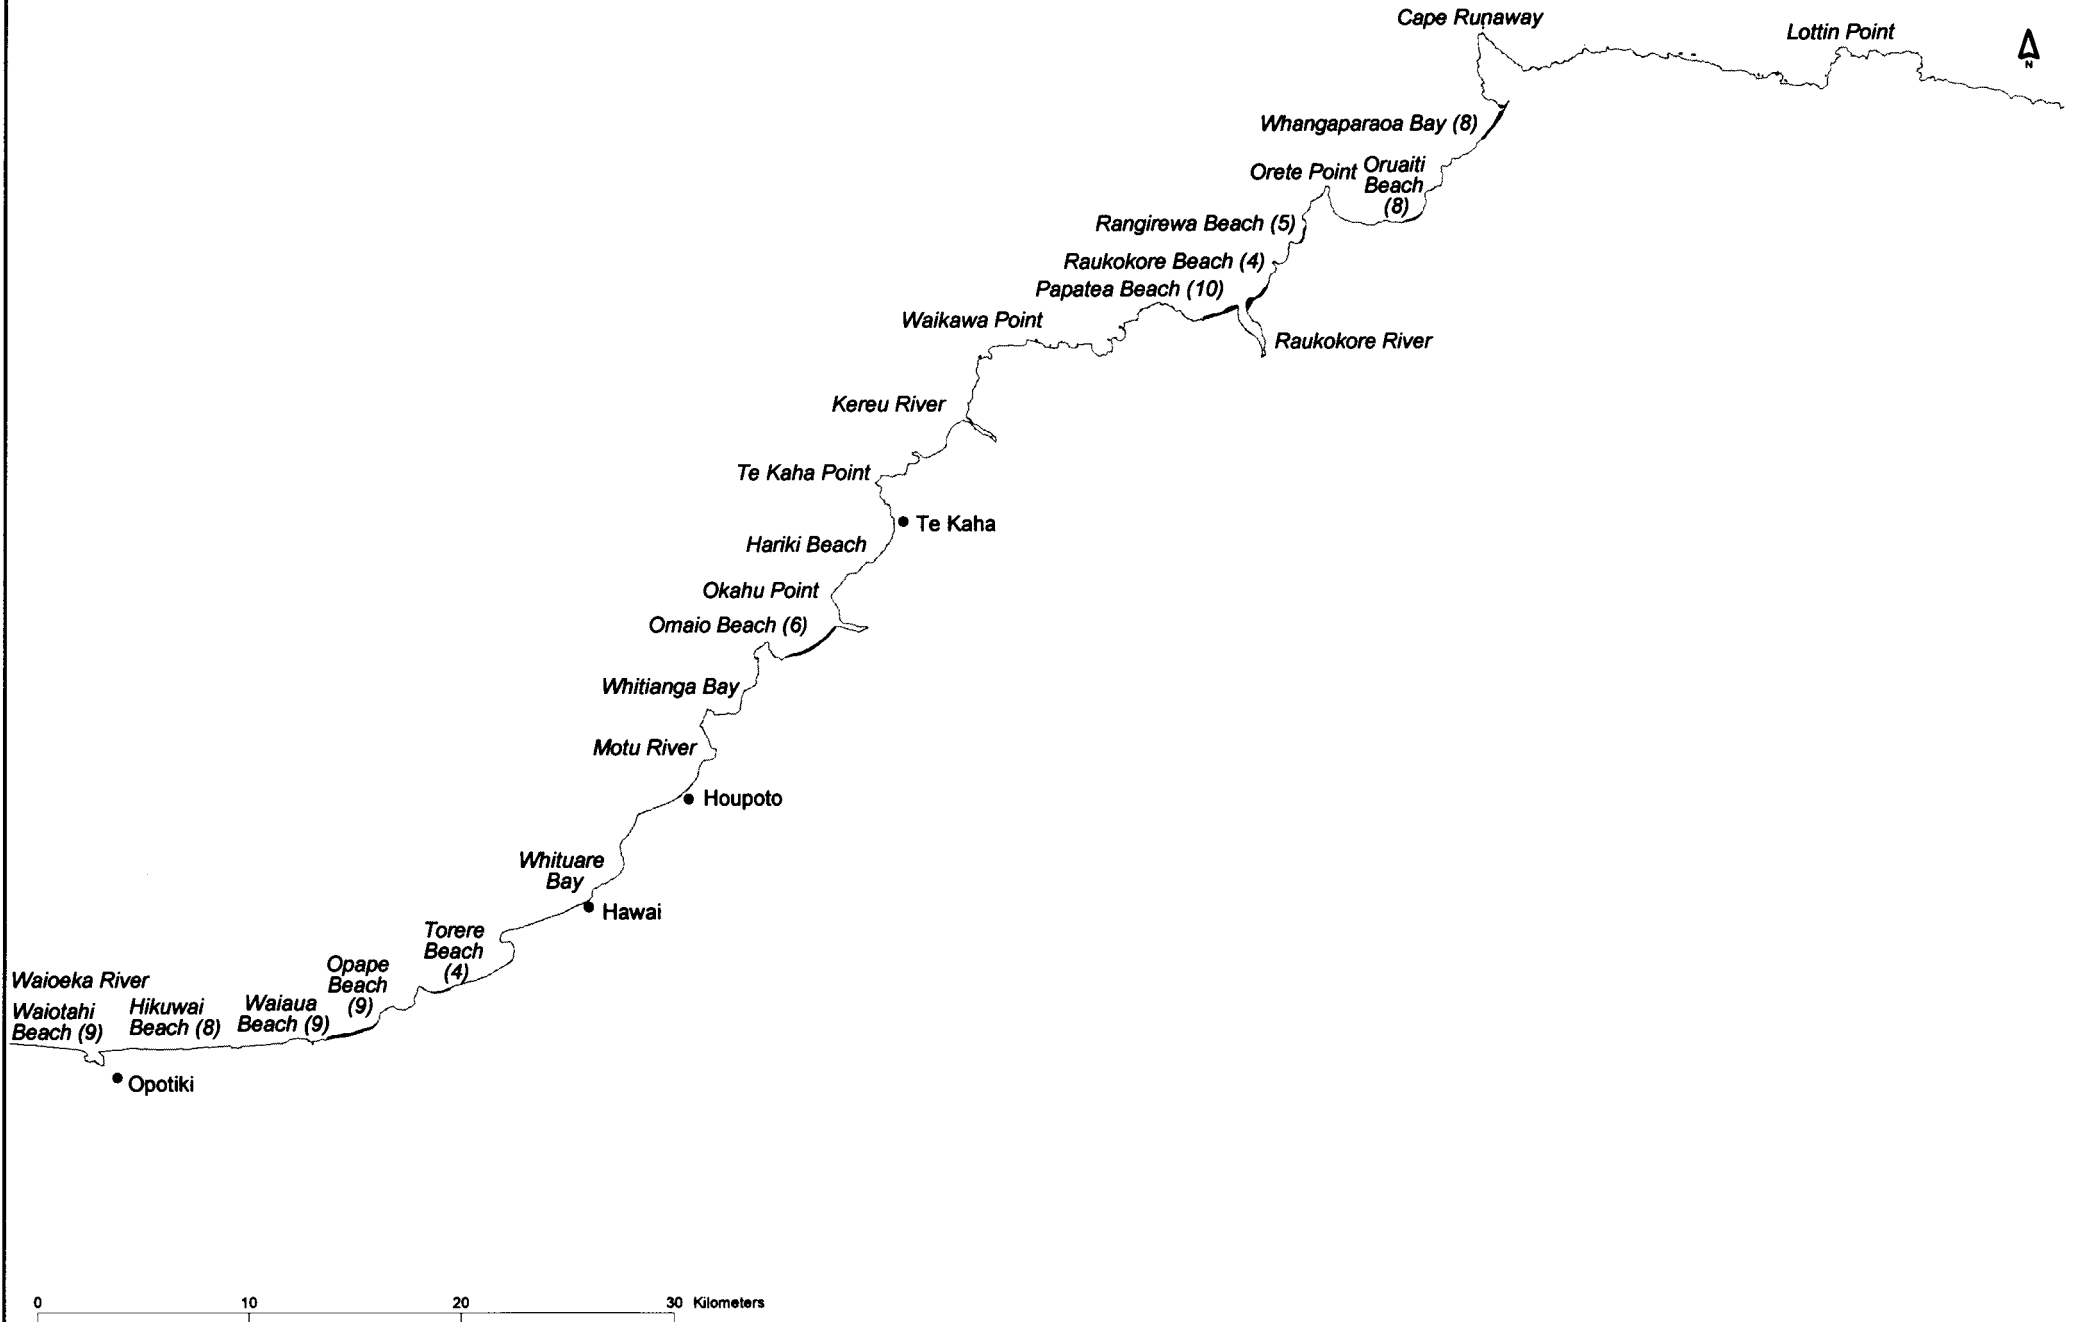 Cape Runaway
Lottin Point
N
Whangaparaoa Bay (8)
Orete Point
Oruaiti
Beach
(8)
Rangirewa Beach (5)
Raukokore Beach (4)
Papatea Beach (10)
Waikawa Point
Raukokore River
Kereu River
Te Kaha Point
Te Kaha
Hariki Beach
Okahu Point
Omaio Beach (6)
Whitianga Bay
Motu River
Houpoto
Whituare
Bay
Hawai
Torere
Beach
(4)
Opape
Beach
(9)
Waioeka River
Waiotahi
Beach (9)
Hikuwai
Beach (8)
Waiaua
Beach (9)
Opotiki
0 10 20 30 Kilometers